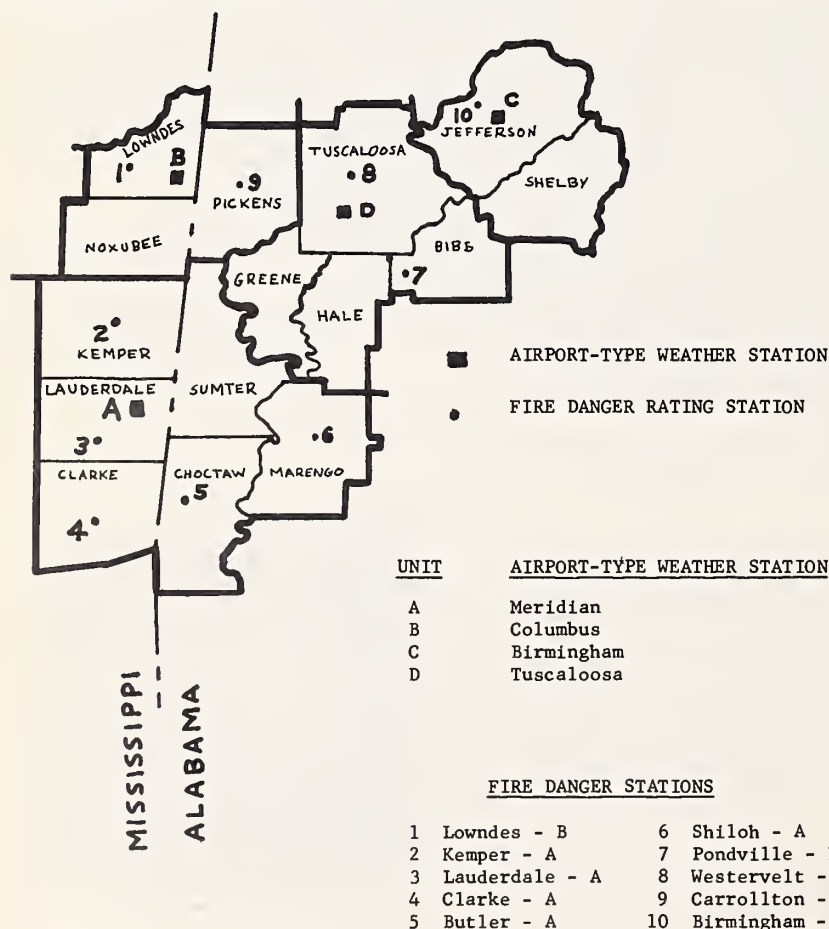 LOWNDES
1
B
NOXUBEE
9
PICKENS
TUSCALOOSA
8
D
10
C
JEFFERSON
SHELBY
BIBB
7
GREENE
HALE
2
KEMPER
LAUDERDALE
A
3
SUMTER
CLARKE
4
CHOCTAW
5
6
MARENGO
MISSISSIPPI
ALABAMA
AIRPORT-TYPE WEATHER STATION
FIRE DANGER RATING STATION
UNIT AIRPORT-TYPE WEATHER STATION
A Meridian
B Columbus
C Birmingham
D Tuscaloosa
FIRE DANGER STATIONS
1 Lowndes - B 6 Shiloh - A
2 Kemper - A 7 Pondville -
3 Lauderdale - A 8 Westervelt -
4 Clarke - A 9 Carrollton -
5 Butler - A 10 Birmingham -